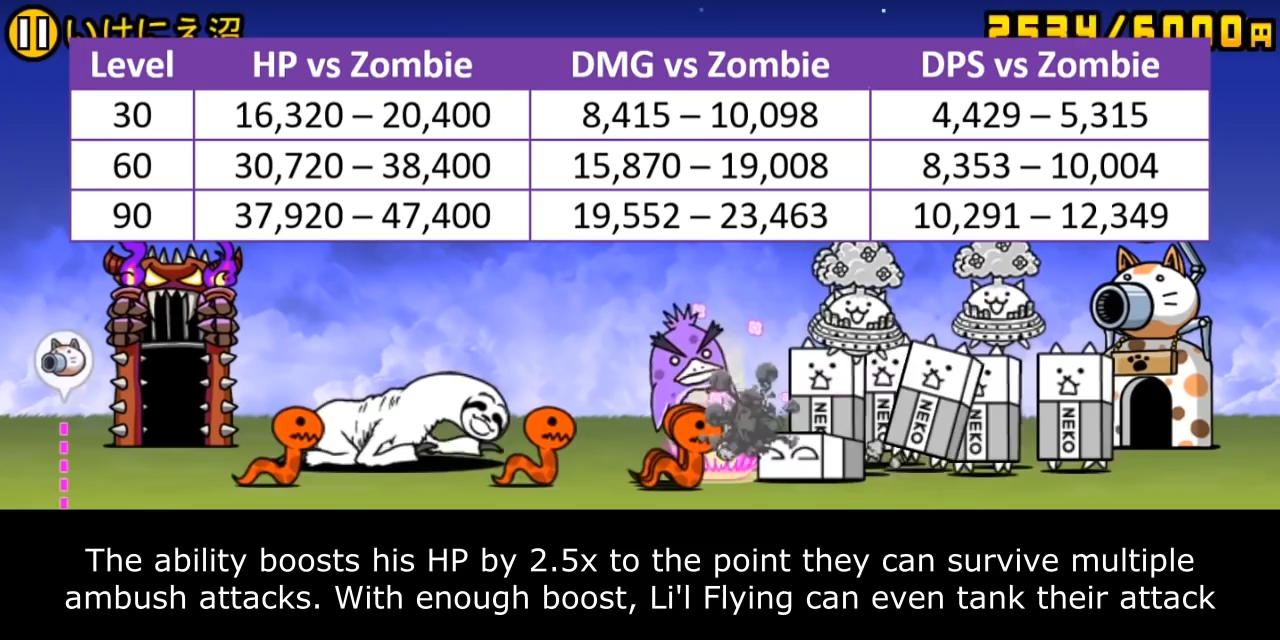 いけにえ沼
2534/6000円
Level HP vs Zombie DMG vs Zombie DPS vs Zombie
30 16,320 – 20,400 8,415 – 10,098 4,429 – 5,315
60 30,720 – 38,400 15,870 – 19,008 8,353 – 10,004
90 37,920 – 47,400 19,552 – 23,463 10,291 – 12,349
NEKO
NEKO
NEKO
NEKO
NEKO
The ability boosts his HP by 2.5x to the point they can survive multiple
ambush attacks. With enough boost, Li'l Flying can even tank their attack